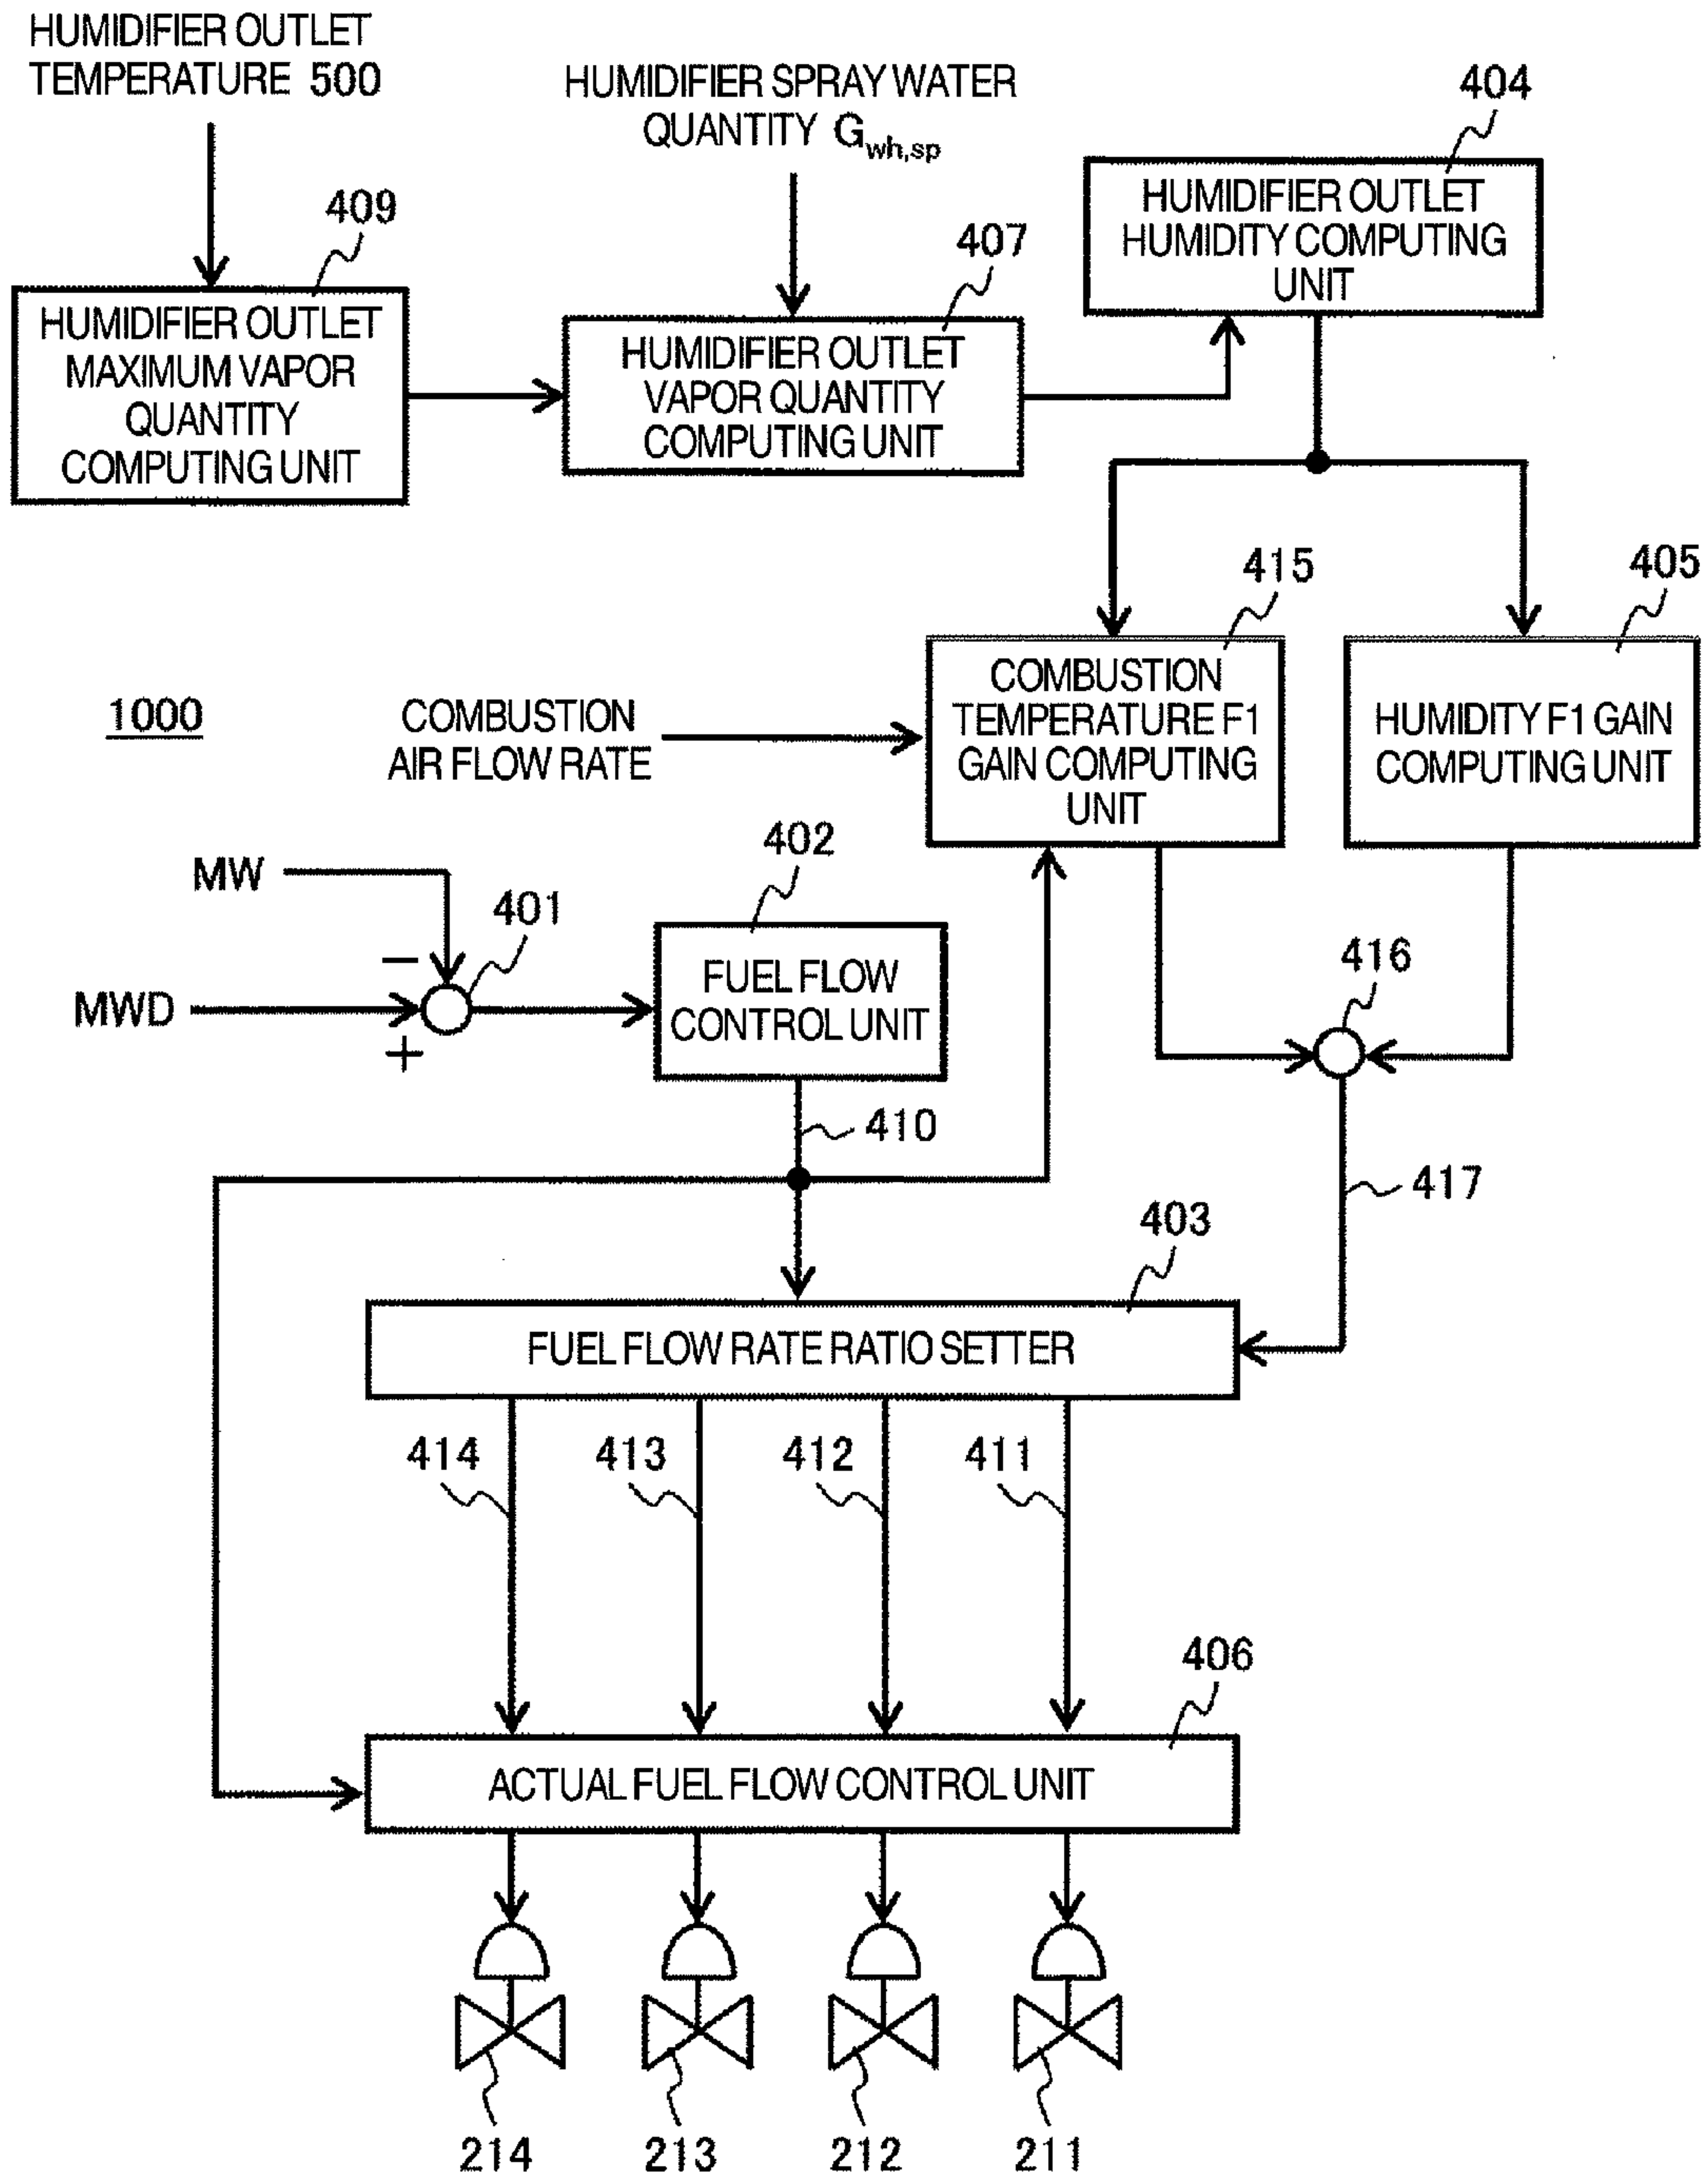 HUMIDIFIER OUTLET
TEMPERATURE 500
HUMIDIFIER SPRAY WATER
QUANTITY Gwh,sp
404
HUMIDIFIER OUTLET
HUMIDITY COMPUTING
UNIT
409
HUMIDIFIER OUTLET
MAXIMUM VAPOR
QUANTITY
COMPUTING UNIT
407
HUMIDIFIER OUTLET
VAPOR QUANTITY
COMPUTING UNIT
415
COMBUSTION
TEMPERATURE F1
GAIN COMPUTING
UNIT
405
HUMIDITY F1 GAIN
COMPUTING UNIT
1000
COMBUSTION
AIR FLOW RATE
402
MW
401
−
MWD
+
FUEL FLOW
CONTROL UNIT
416
410
417
403
FUEL FLOW RATE RATIO SETTER
414
413
412
411
406
ACTUAL FUEL FLOW CONTROL UNIT
214
213
212
211